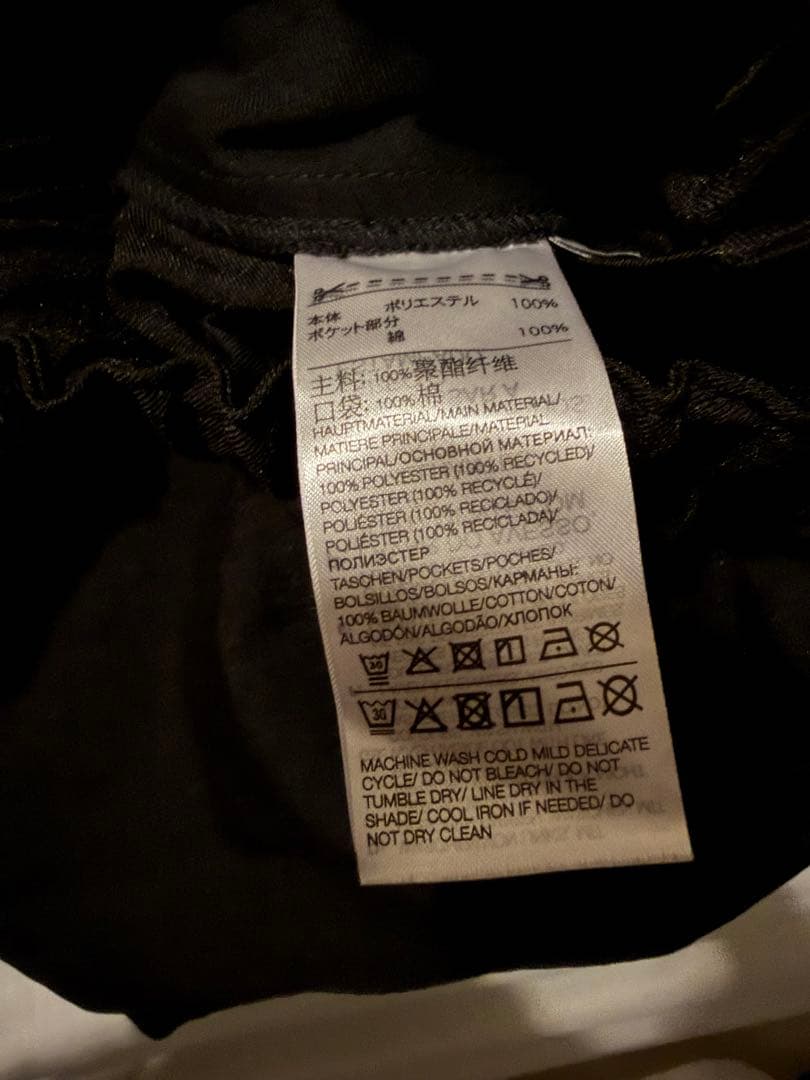 本体 ポリエステル 100%
ポケット部分
綿 100%
主料: 100%聚酯纤维
口袋: 100%棉
HAUPTMATERIAL/MAIN MATERIAL/
MATIERE PRINCIPALE/MATERIAL
PRINCIPAL/ОСНОВНОЙ МАТЕРИАЛ:
100% POLYESTER (100% RECYCLED)/
POLYESTER (100% RECYCLÉ)/
POLIÉSTER (100% RECICLADO)/
POLIÉSTER (100% RECICLADA)/
ПОЛИЭСТЕР
TASCHEN/POCKETS/POCHES/
BOLSILLOS/BOLSOS/КАРМАНЫ:
100% BAUMWOLLE/COTTON/COTON/
ALGODÓN/ALGODÃO/ХЛОПОК
30
30
MACHINE WASH COLD MILD DELICATE
CYCLE/ DO NOT BLEACH/ DO NOT
TUMBLE DRY/ LINE DRY IN THE
SHADE/ COOL IRON IF NEEDED/ DO
NOT DRY CLEAN